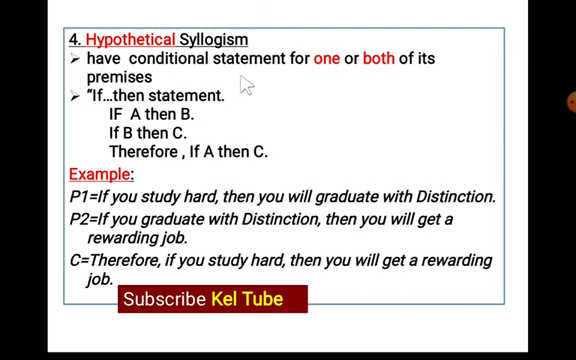 4. Hypothetical Syllogism
➢ have conditional statement for one or both of its
premises
➢ “If…then statement.
IF A then B.
If B then C.
Therefore , If A then C.
Example:
P1=If you study hard, then you will graduate with Distinction.
P2=If you graduate with Distinction, then you will get a
rewarding job.
C=Therefore, if you study hard, then you will get a rewarding
job.
Subscribe Kel Tube